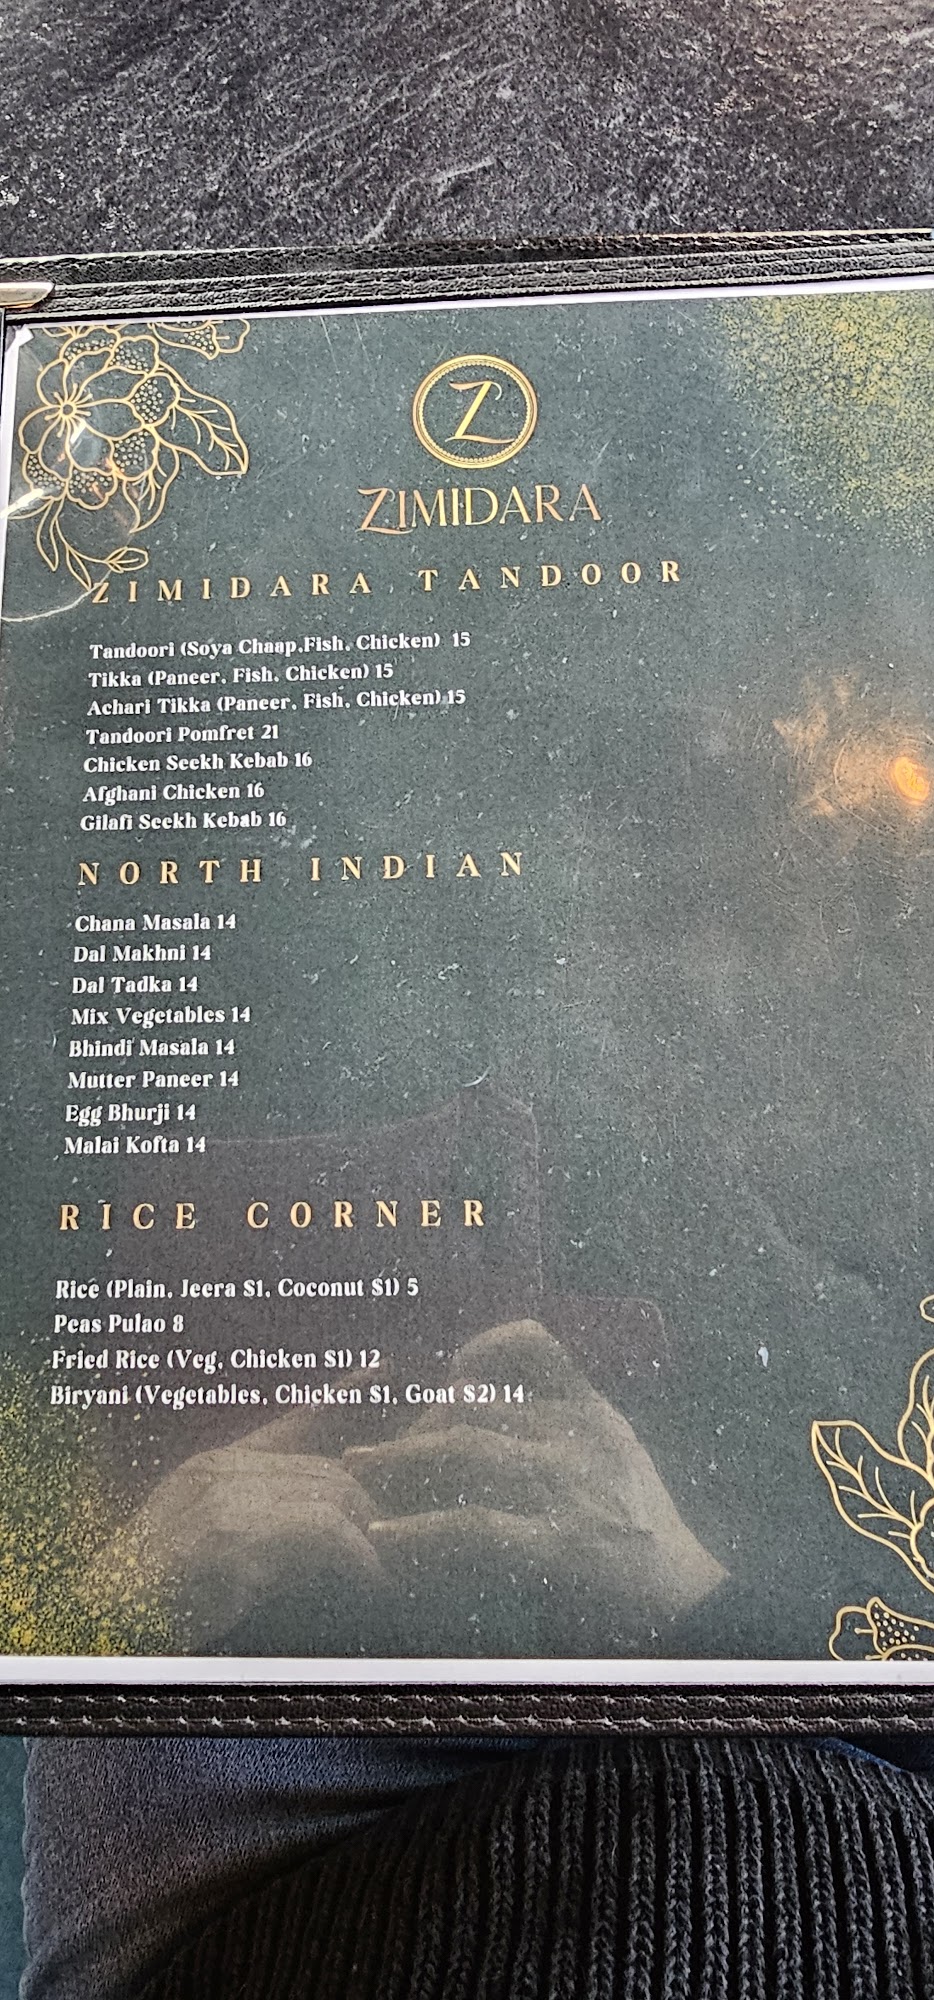 Z
ZIMIDARA
ZIMIDARA TANDOOR
Tandoori (Soya Chaap,Fish, Chicken) 15
Tikka (Paneer, Fish, Chicken) 15
Achari Tikka (Paneer, Fish, Chicken) 15
Tandoori Pomfret 21
Chicken Seekh Kebab 16
Afghani Chicken 16
Gilafi Seekh Kebab 16
NORTH INDIAN
Chana Masala 14
Dal Makhni 14
Dal Tadka 14
Mix Vegetables 14
Bhindi Masala 14
Mutter Paneer 14
Egg Bhurji 14
Malai Kofta 14
RICE CORNER
Rice (Plain, Jeera $1, Coconut $1) 5
Peas Pulao 8
Fried Rice (Veg, Chicken $1) 12
Biryani (Vegetables, Chicken $1, Goat $2) 14